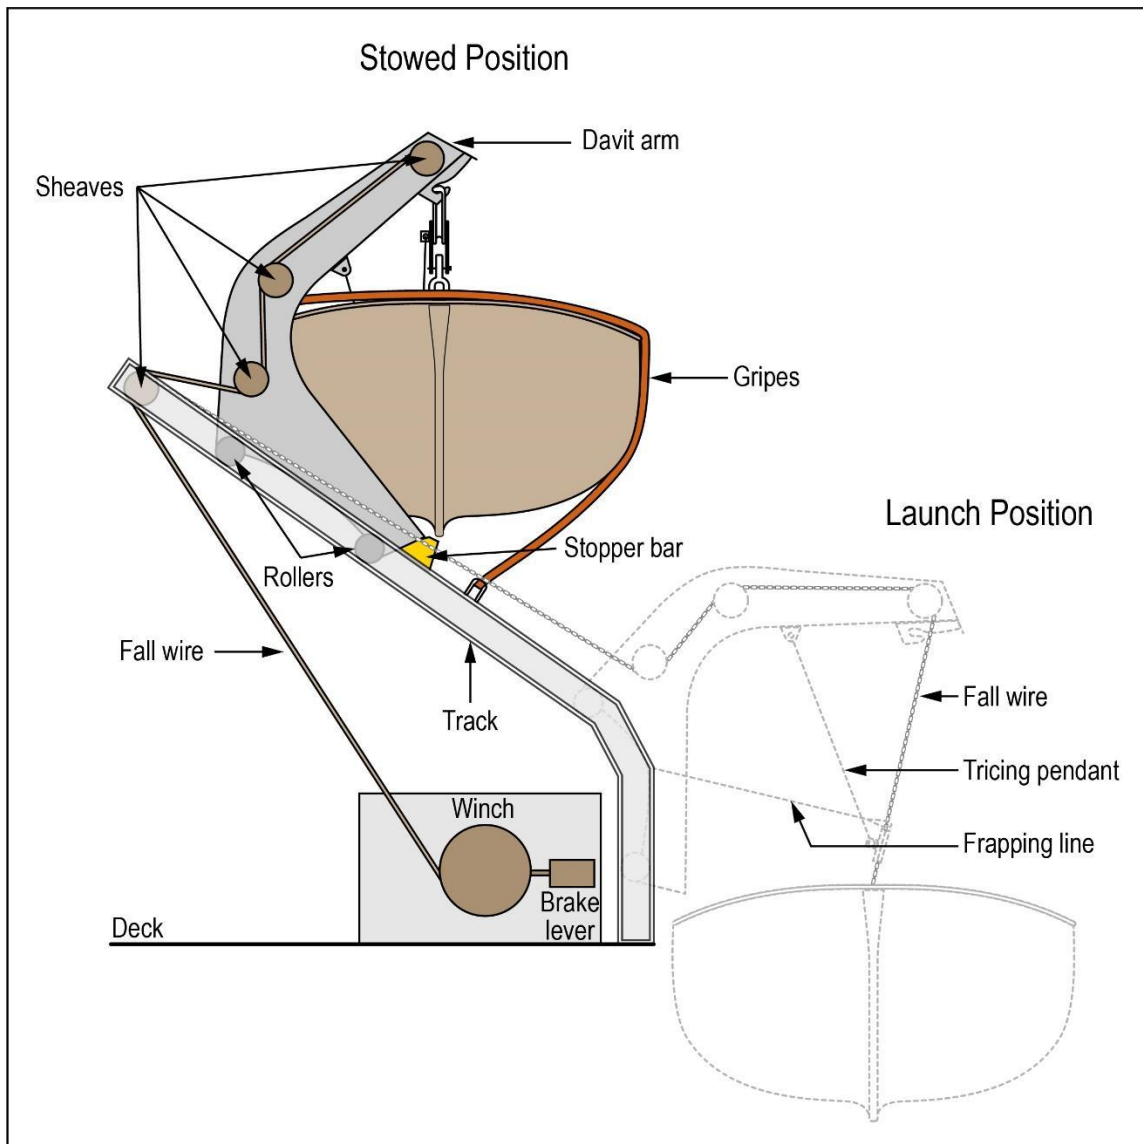 Stowed Position
Davit arm
Sheaves
Gripes
Launch Position
Stopper bar
Rollers
Fall wire
Track
Fall wire
Tricing pendant
Winch
Frapping line
Brake
lever
Deck